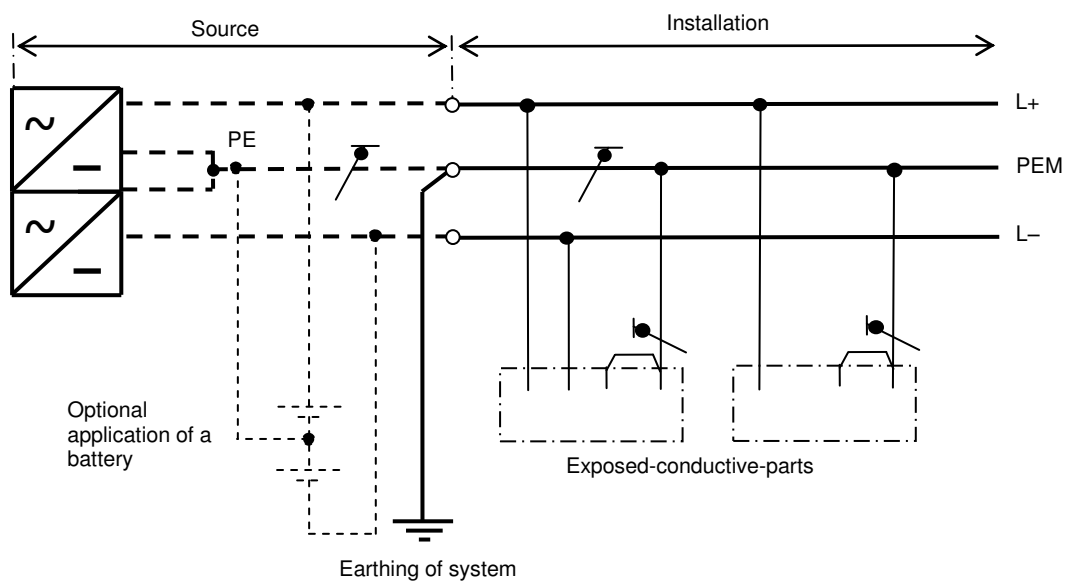 Source
Installation
L+
PE
PEM
L–
Optional
application of a
battery
Exposed-conductive-parts
Earthing of system